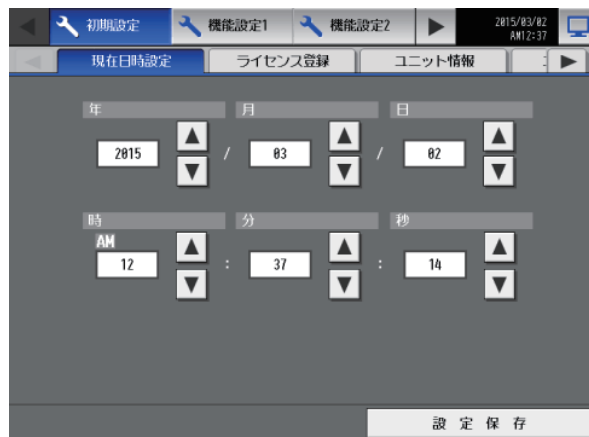 初期設定 機能設定1 機能設定2 2015/03/02
AM12:37
現在日時設定 ライセンス登録 ユニット情報
年 月 日
2015 / 03 / 02
時 分 秒
AM
12 : 37 : 14
設定保存